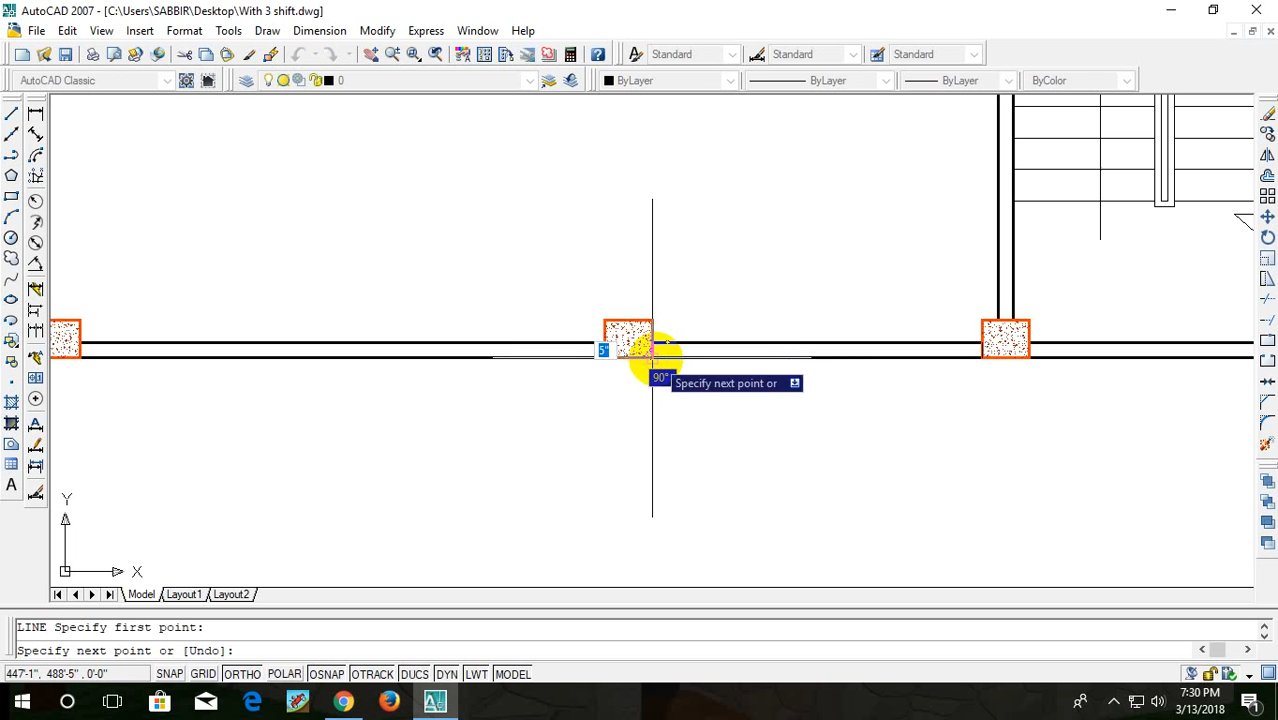 AutoCAD 2007 - [C:\Users\SABBIR\Desktop\With 3 shift.dwg]
File Edit View Insert Format Tools Draw Dimension Modify Express Window Help
Standard Standard Standard
AutoCAD Classic 0 ByLayer ByLayer ByLayer ByColor
A
5"
90° Specify next point or
Y
X
Model Layout1 Layout2
LINE Specify first point:
Specify next point or [Undo]:
447'-1", 488'-5" , 0'-0" SNAP GRID ORTHO POLAR OSNAP OTRACK DUCS DYN LWT MODEL
7:30 PM
3/13/2018